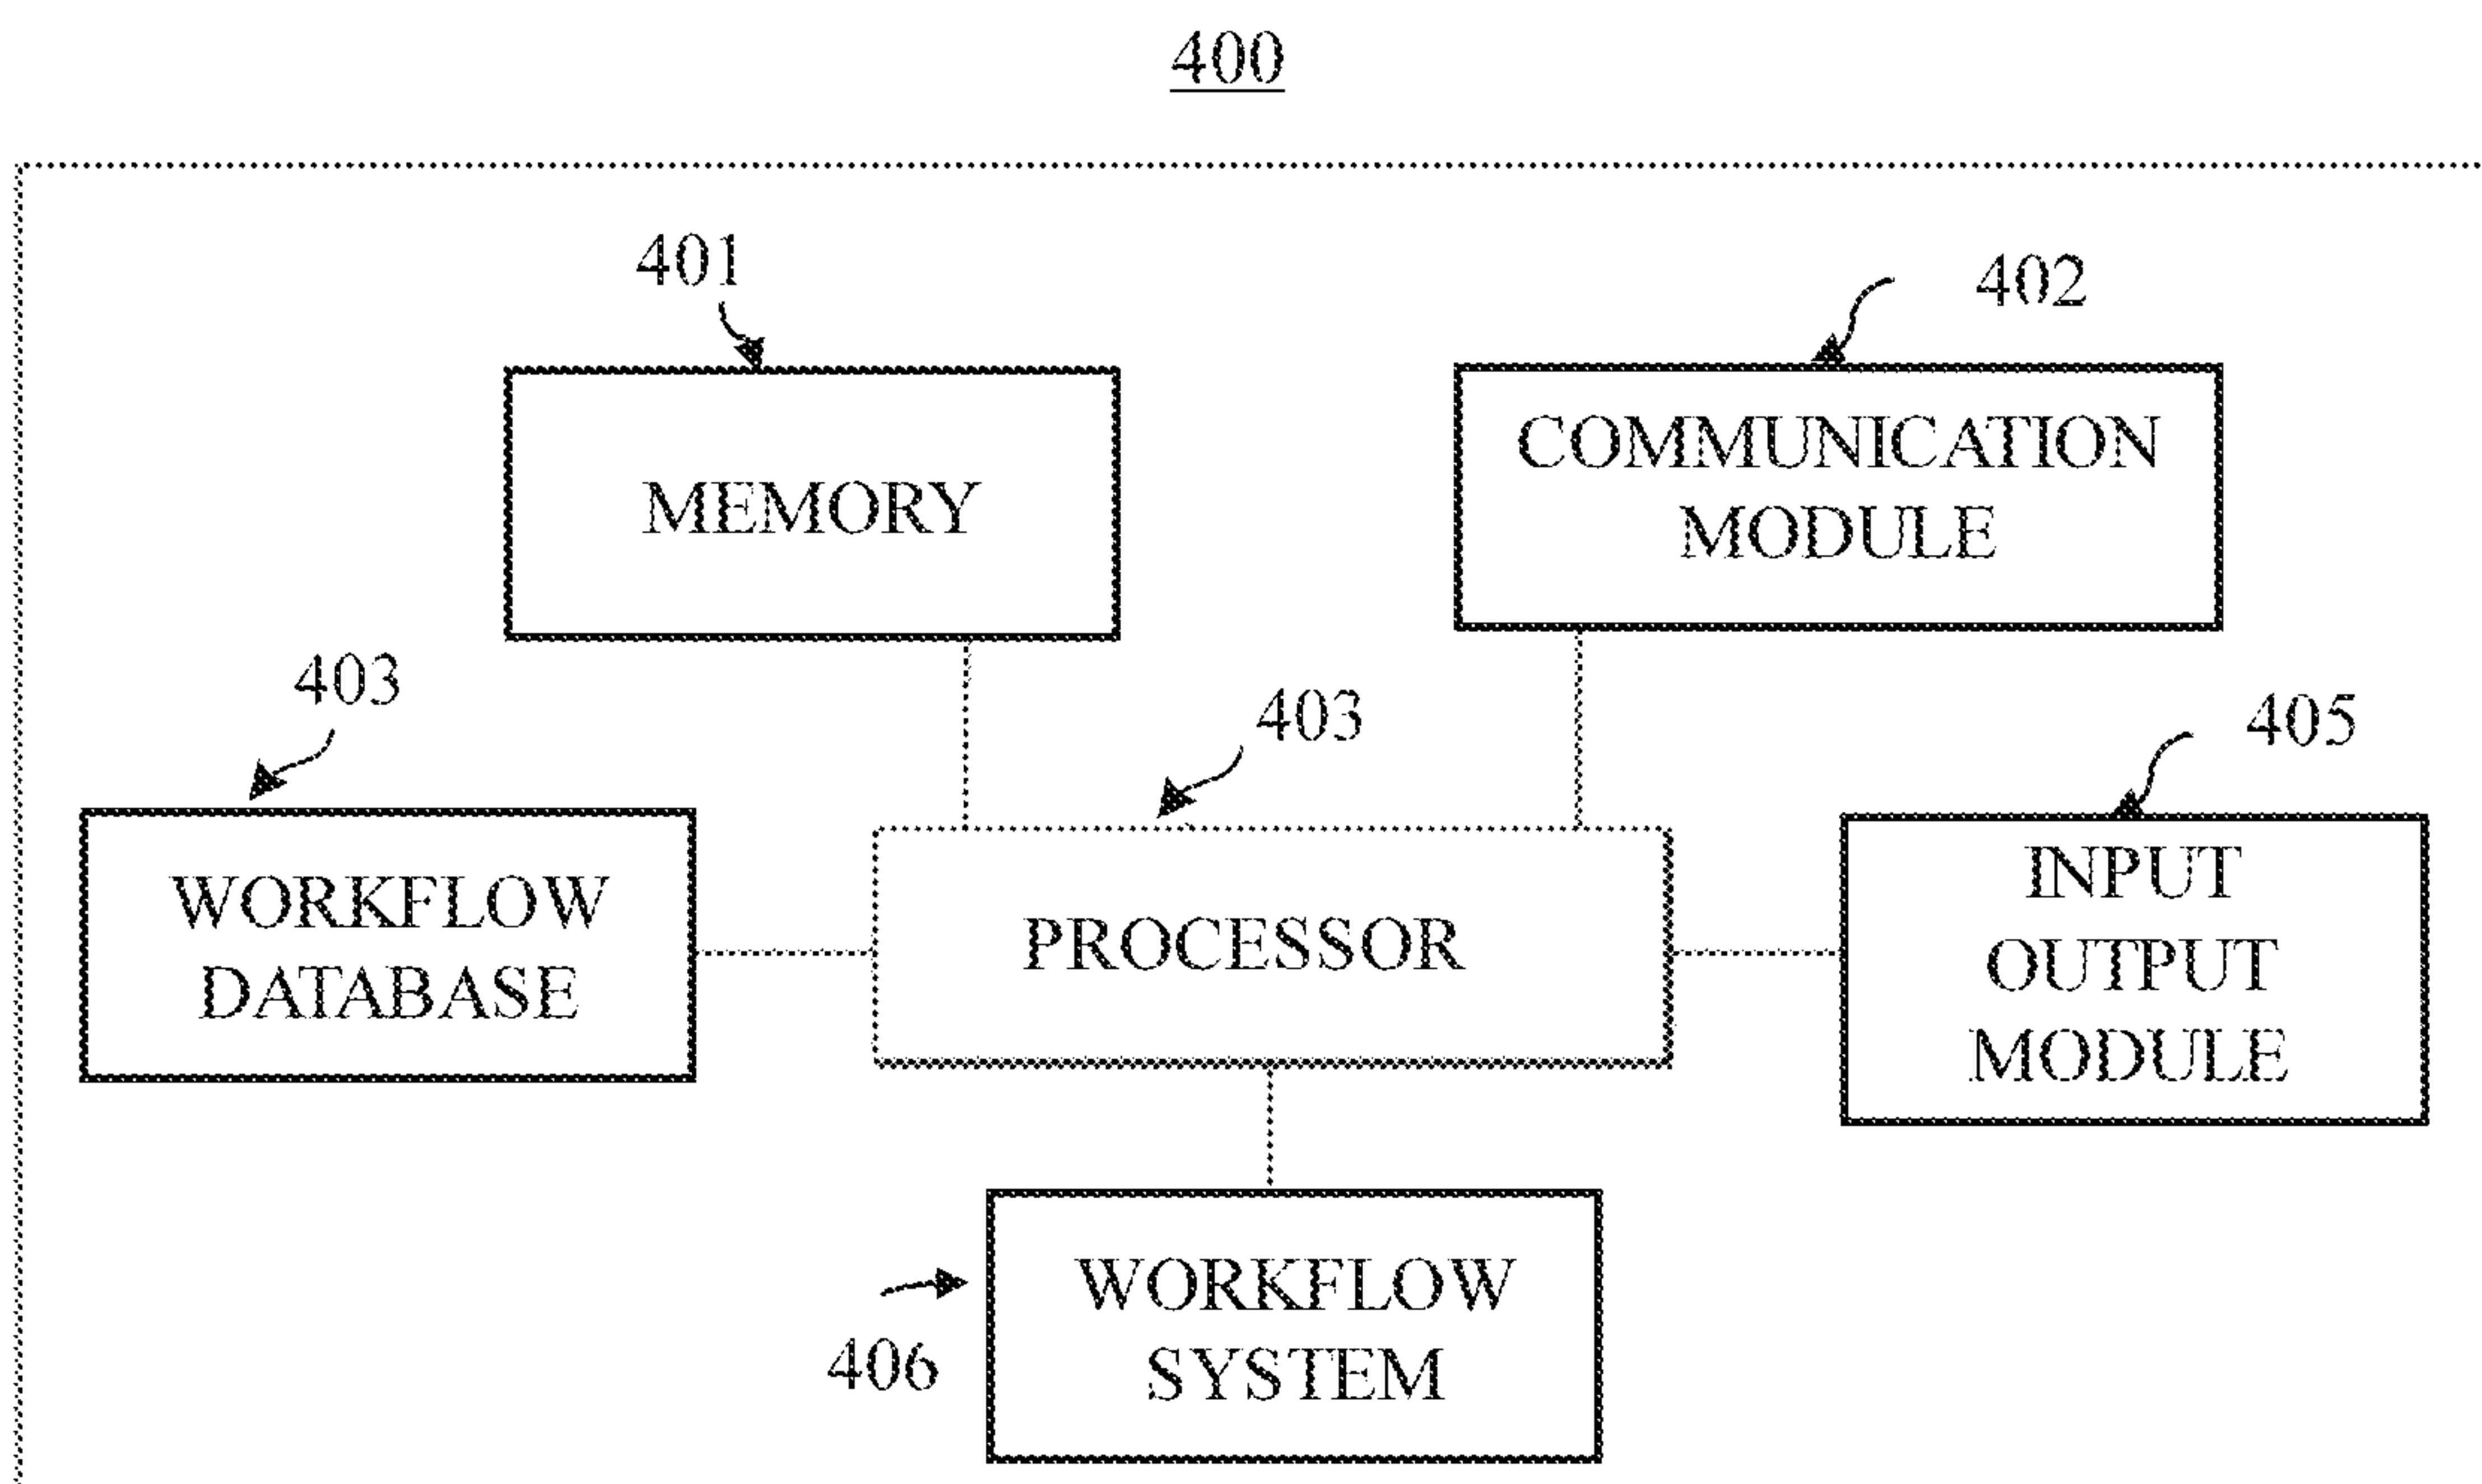 400
401
402
MEMORY
COMMUNICATION
MODULE
403
403
405
WORKFLOW
DATABASE
PROCESSOR
INPUT
OUTPUT
MODULE
406
WORKFLOW
SYSTEM